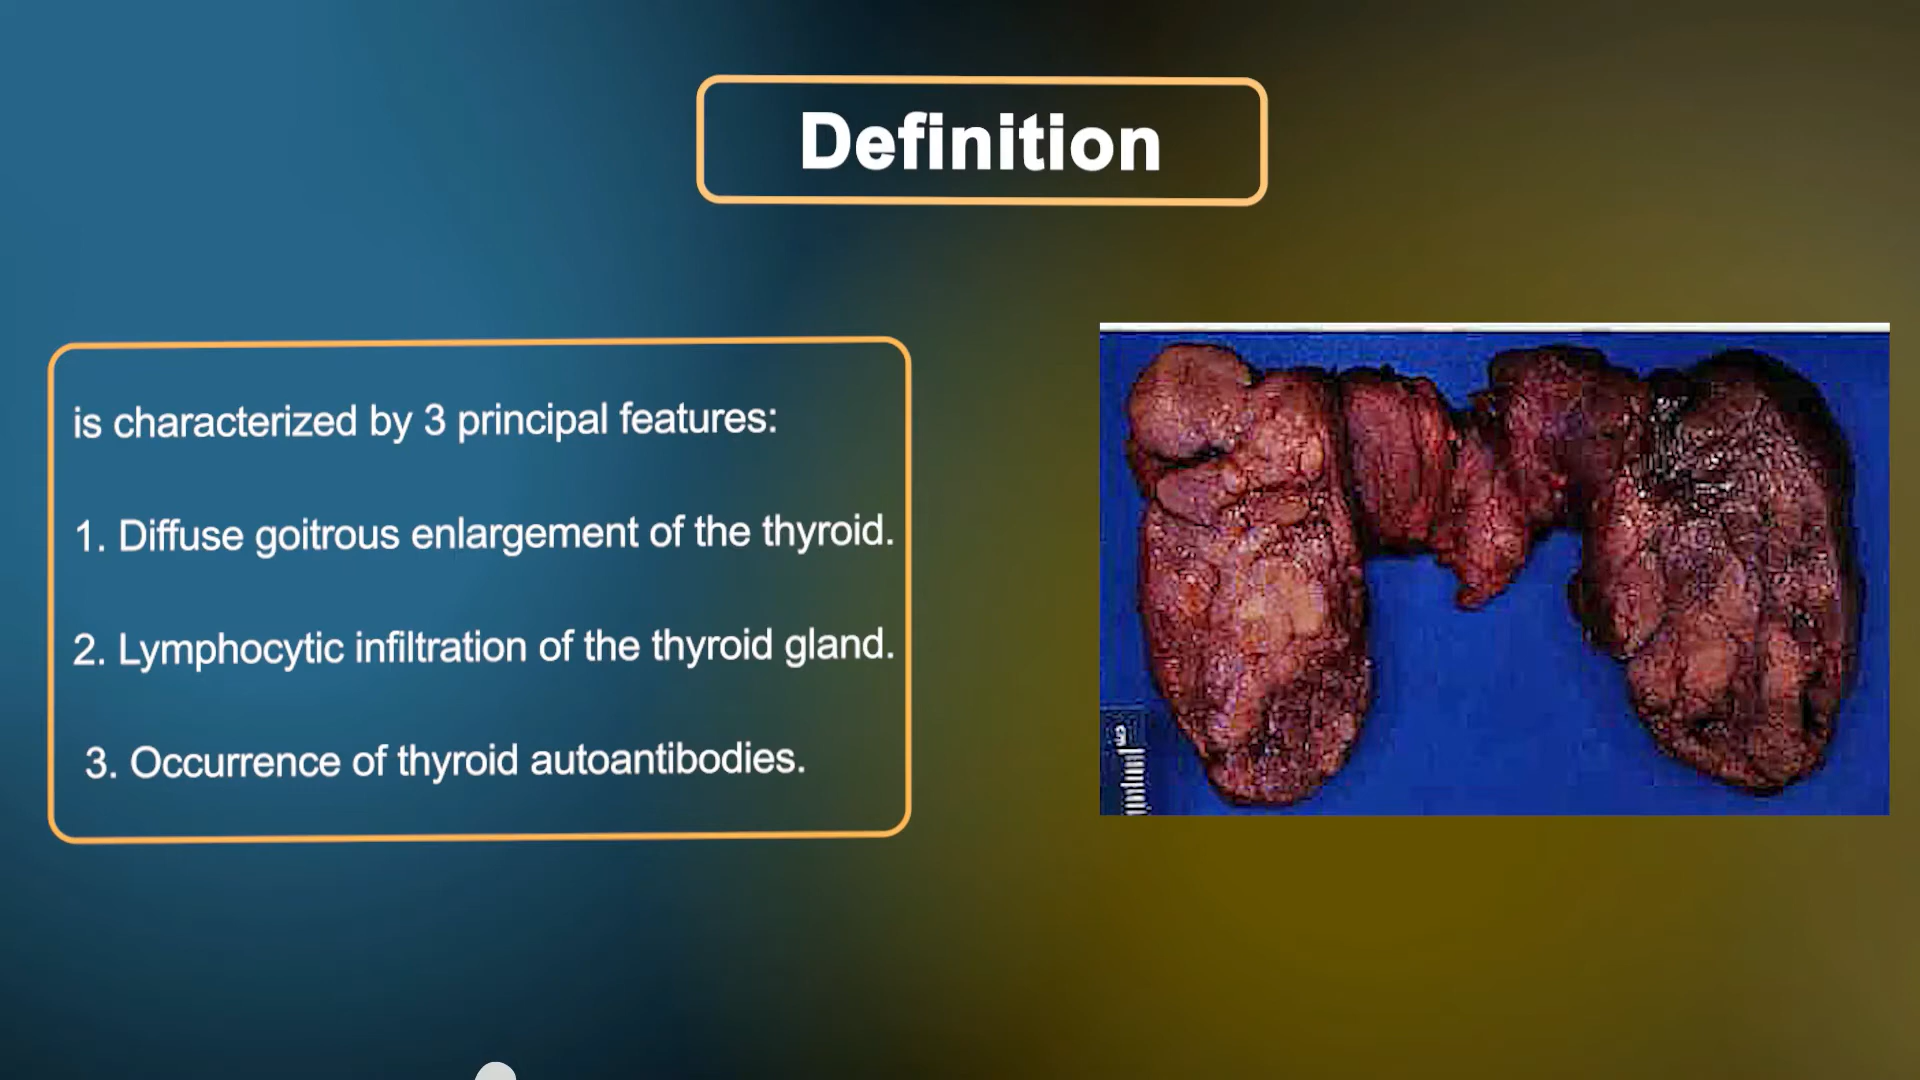 Definition
is characterized by 3 principal features:
1. Diffuse goitrous enlargement of the thyroid.
2. Lymphocytic infiltration of the thyroid gland.
3. Occurrence of thyroid autoantibodies.
cm